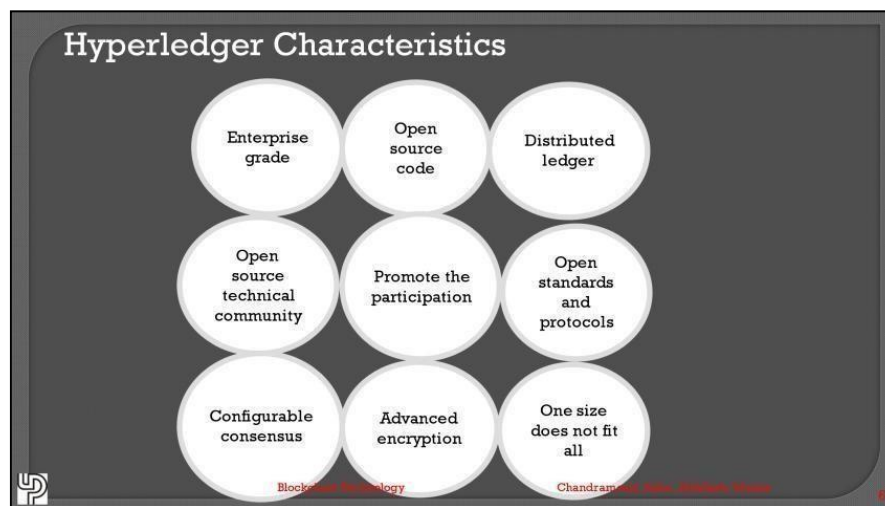 Hyperledger Characteristics
Enterprise
grade
Open
source
code
Distributed
ledger
Open
source
technical
community
Promote the
participation
Open
standards
and
protocols
Configurable
consensus
Advanced
encryption
One size
does not fit
all